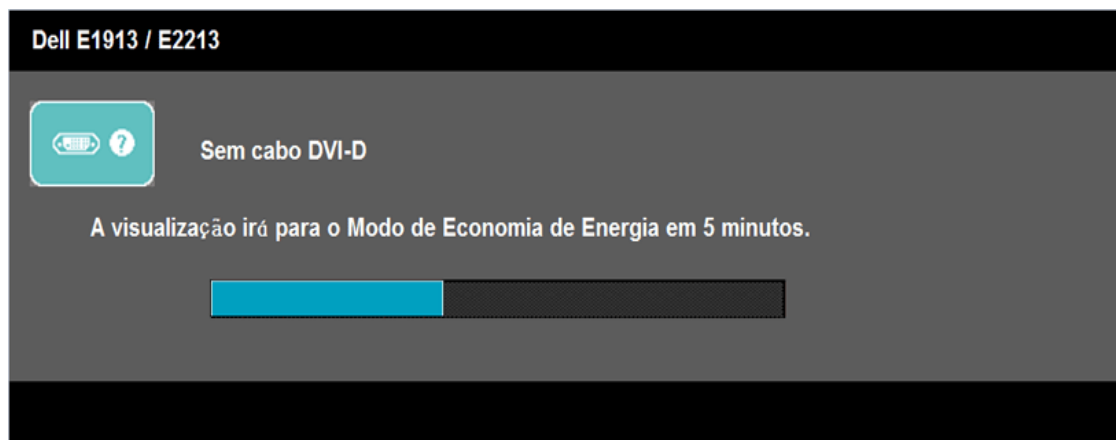 Dell E1913 / E2213
Sem cabo DVI-D
A visualização irá para o Modo de Economia de Energia em 5 minutos.